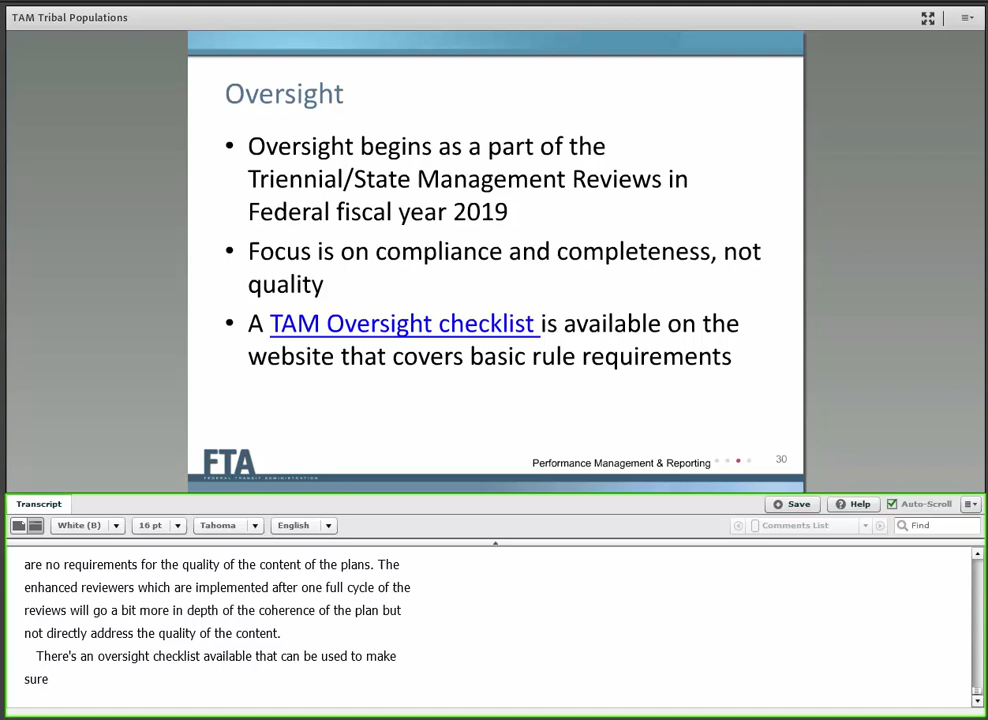 TAM Tribal Populations
Oversight
• Oversight begins as a part of the
Triennial/State Management Reviews in
Federal fiscal year 2019
• Focus is on compliance and completeness, not
quality
• A TAM Oversight checklist is available on the
website that covers basic rule requirements
FTA
FEDERAL TRANSIT ADMINISTRATION
Performance Management & Reporting
30
Transcript
Save
Help
Auto-Scroll
White (B)
16 pt
Tahoma
English
Comments List
Find
are no requirements for the quality of the content of the plans. The
enhanced reviewers which are implemented after one full cycle of the
reviews will go a bit more in depth of the coherence of the plan but
not directly address the quality of the content.
There's an oversight checklist available that can be used to make
sure